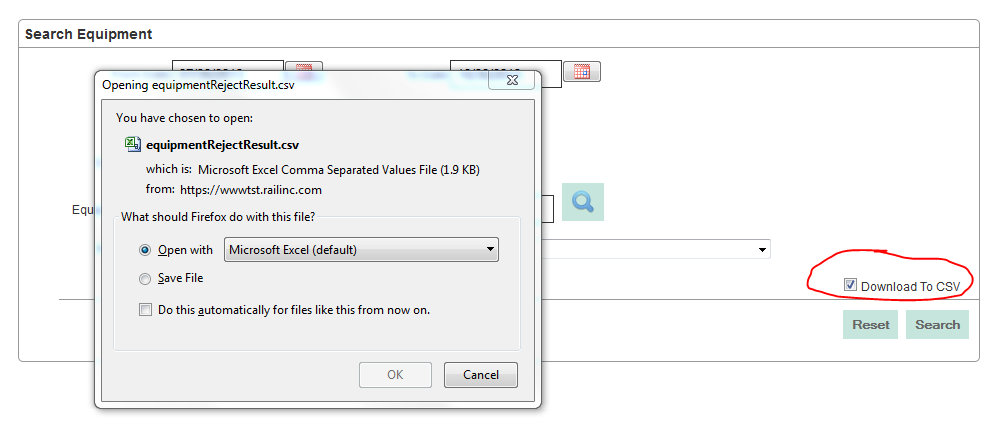 Search Equipment
Opening equipmentRejectResult.csv
You have chosen to open:
equipmentRejectResult.csv
which is: Microsoft Excel Comma Separated Values File (1.9 KB)
from: https://wwwtst.railinc.com
Equi
What should Firefox do with this file?
Open with Microsoft Excel (default)
Save File
Download To CSV
Do this automatically for files like this from now on.
Reset Search
OK Cancel